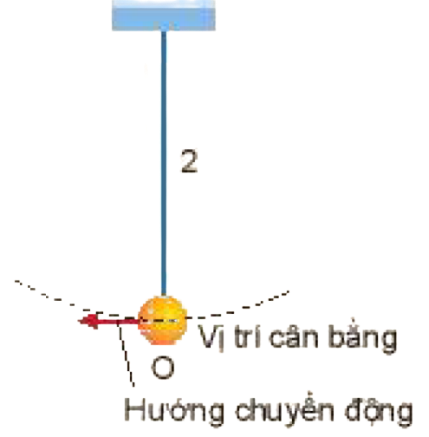 2
Vị trí cân bằng
O
Hướng chuyển động